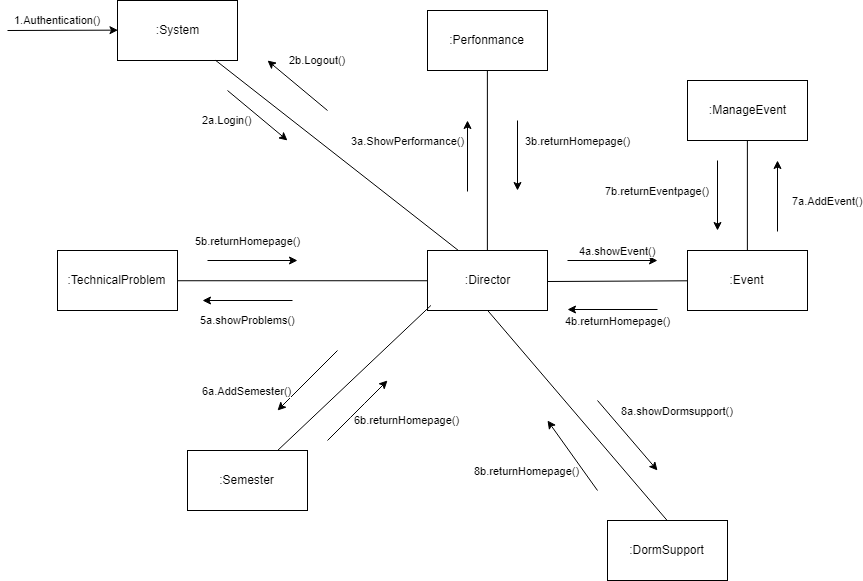 1.Authentication()
:System
2b.Logout()
2a.Login()
:Perfonmance
3a.ShowPerformance()
3b.returnHomepage()
:ManageEvent
7b.returnEventpage()
7a.AddEvent()
5b.returnHomepage()
4a.showEvent()
:TechnicalProblem
:Director
:Event
5a.showProblems()
4b.returnHomepage()
6a.AddSemester()
6b.returnHomepage()
8a.showDormsupport()
8b.returnHomepage()
:Semester
:DormSupport